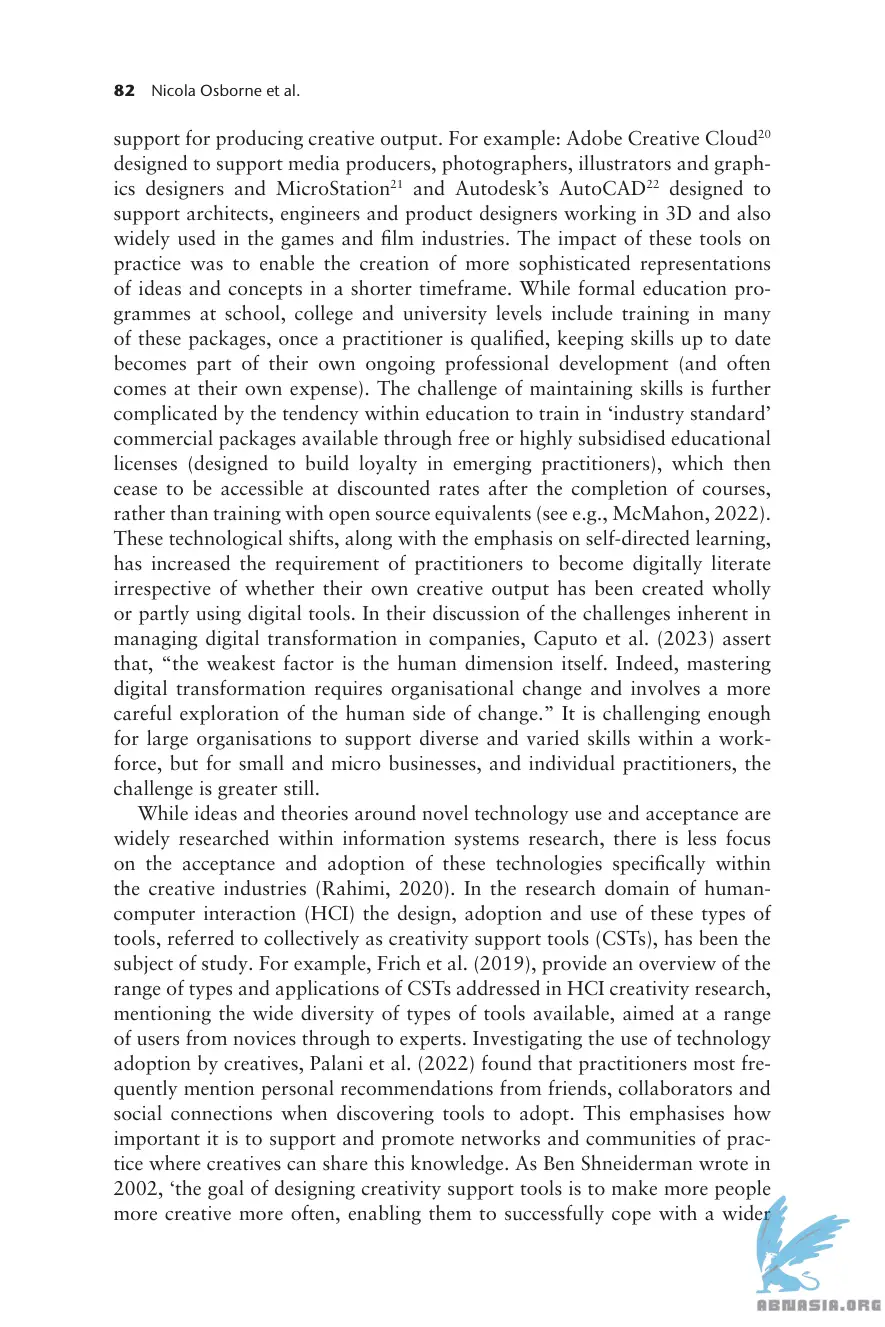 82 Nicola Osborne et al.
support for producing creative output. For example: Adobe Creative Cloud20
designed to support media producers, photographers, illustrators and graph-
ics designers and MicroStation21 and Autodesk’s AutoCAD22 designed to
support architects, engineers and product designers working in 3D and also
widely used in the games and film industries. The impact of these tools on
practice was to enable the creation of more sophisticated representations
of ideas and concepts in a shorter timeframe. While formal education pro-
grammes at school, college and university levels include training in many
of these packages, once a practitioner is qualified, keeping skills up to date
becomes part of their own ongoing professional development (and often
comes at their own expense). The challenge of maintaining skills is further
complicated by the tendency within education to train in ‘industry standard’
commercial packages available through free or highly subsidised educational
licenses (designed to build loyalty in emerging practitioners), which then
cease to be accessible at discounted rates after the completion of courses,
rather than training with open source equivalents (see e.g., McMahon, 2022).
These technological shifts, along with the emphasis on self-directed learning,
has increased the requirement of practitioners to become digitally literate
irrespective of whether their own creative output has been created wholly
or partly using digital tools. In their discussion of the challenges inherent in
managing digital transformation in companies, Caputo et al. (2023) assert
that, “the weakest factor is the human dimension itself. Indeed, mastering
digital transformation requires organisational change and involves a more
careful exploration of the human side of change.” It is challenging enough
for large organisations to support diverse and varied skills within a work-
force, but for small and micro businesses, and individual practitioners, the
challenge is greater still.
While ideas and theories around novel technology use and acceptance are
widely researched within information systems research, there is less focus
on the acceptance and adoption of these technologies specifically within
the creative industries (Rahimi, 2020). In the research domain of human-
computer interaction (HCI) the design, adoption and use of these types of
tools, referred to collectively as creativity support tools (CSTs), has been the
subject of study. For example, Frich et al. (2019), provide an overview of the
range of types and applications of CSTs addressed in HCI creativity research,
mentioning the wide diversity of types of tools available, aimed at a range
of users from novices through to experts. Investigating the use of technology
adoption by creatives, Palani et al. (2022) found that practitioners most fre-
quently mention personal recommendations from friends, collaborators and
social connections when discovering tools to adopt. This emphasises how
important it is to support and promote networks and communities of prac-
tice where creatives can share this knowledge. As Ben Shneiderman wrote in
2002, ‘the goal of designing creativity support tools is to make more people
more creative more often, enabling them to successfully cope with a wider
ABNASIA.ORG